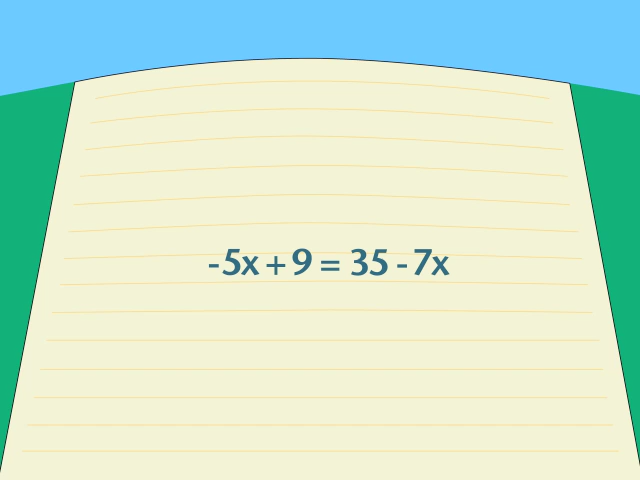 -5x + 9 = 35 - 7x